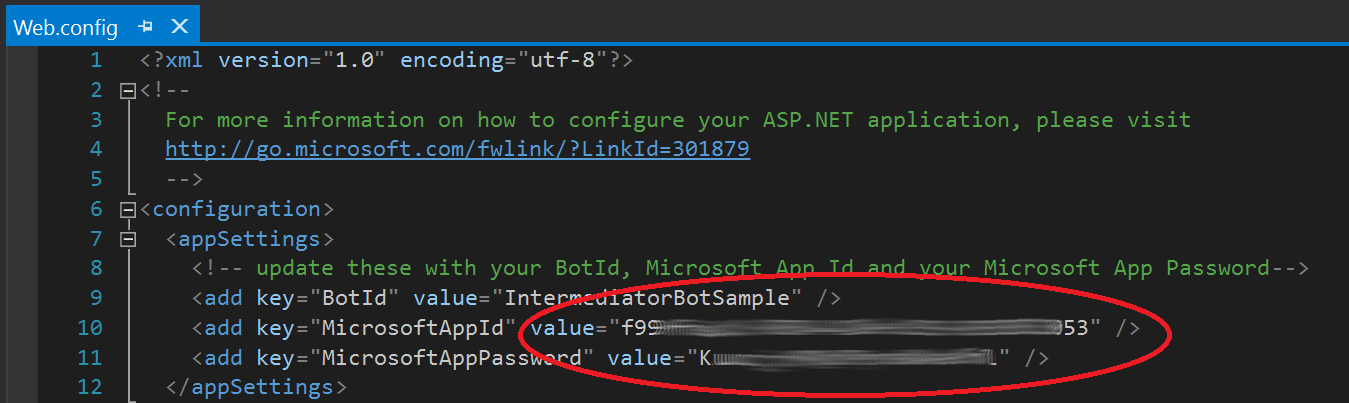 Web.config
1 <?xml version="1.0" encoding="utf-8"?>
2 <!--
3 For more information on how to configure your ASP.NET application, please visit
4 http://go.microsoft.com/fwlink/?LinkId=301879
5 -->
6 <configuration>
7 <appSettings>
8 <!-- update these with your BotId, Microsoft App Id and your Microsoft App Password-->
9 <add key="BotId" value="IntermediatorBotSample" />
10 <add key="MicrosoftAppId" value="f99 053" />
11 <add key="MicrosoftAppPassword" value="K " />
12 </appSettings>